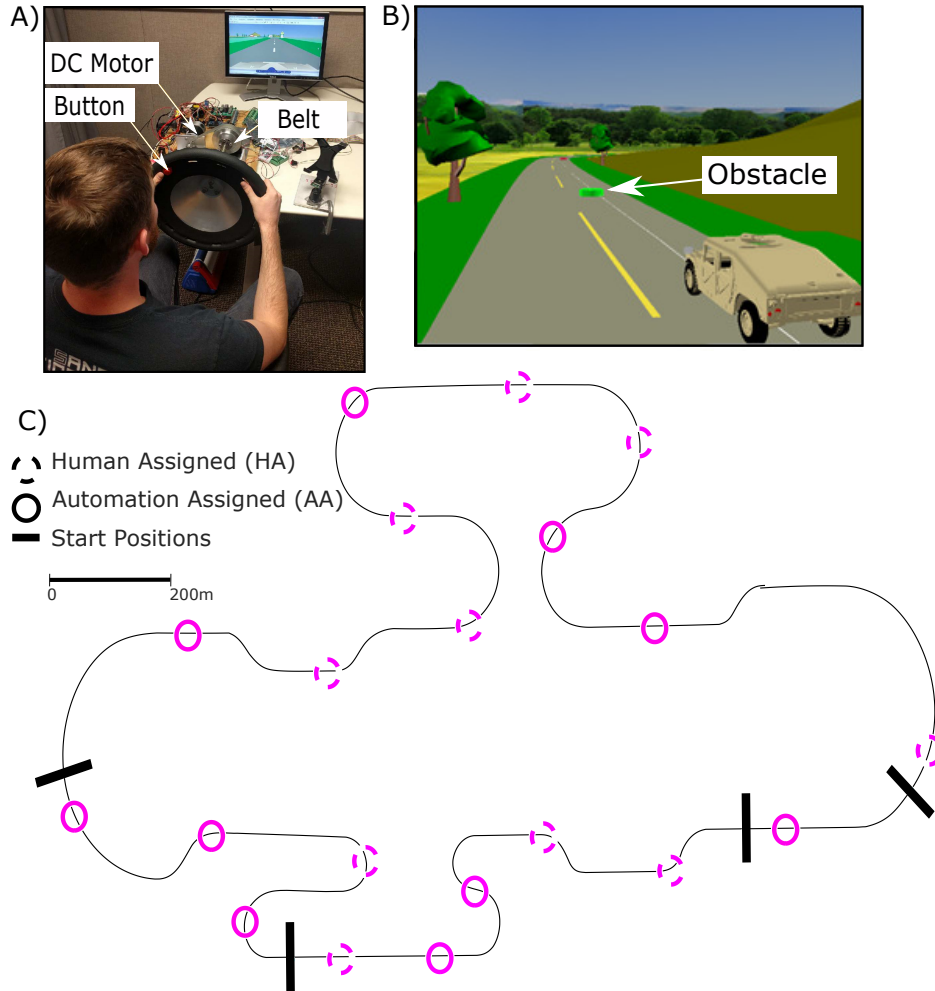 A)
DC Motor
Button
Belt
B)
Obstacle
C)
Human Assigned (HA)
Automation Assigned (AA)
Start Positions
0
200m